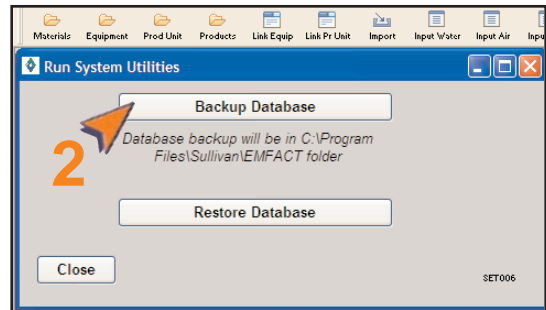 Materials Equipment Prod Unit Products Link Equip Link Pr Unit Import Input Water Input Air
Run System Utilities
Backup Database
Database backup will be in C:\Program
Files\Sullivan\EMFACT folder
2
Restore Database
Close
SET006